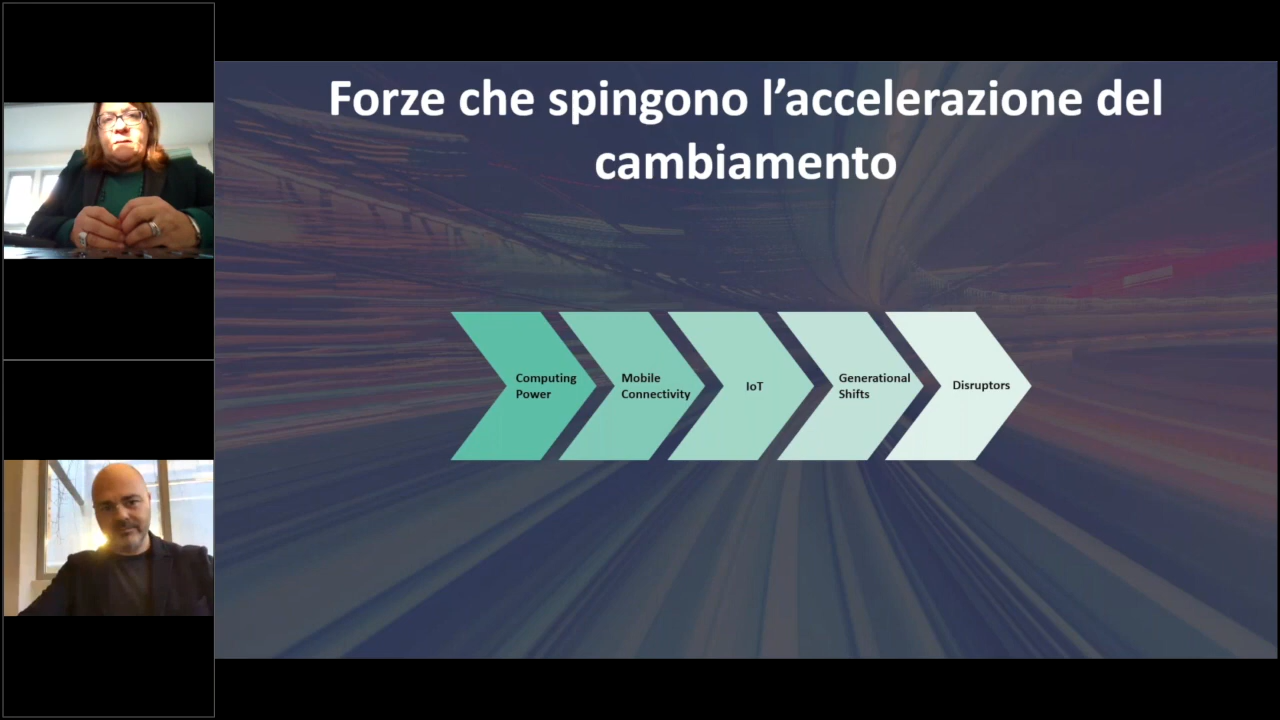 Forze che spingono l’accelerazione del
cambiamento
Computing
Power
Mobile
Connectivity
IoT
Generational
Shifts
Disruptors